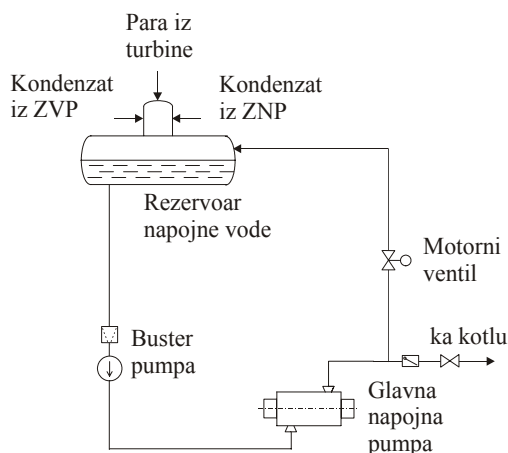 Para iz
turbine
Kondenzat
iz ZVP
Kondenzat
iz ZNP
Rezervoar
napojne vode
Motorni
ventil
Buster
pumpa
ka kotlu
Glavna
napojna
pumpa